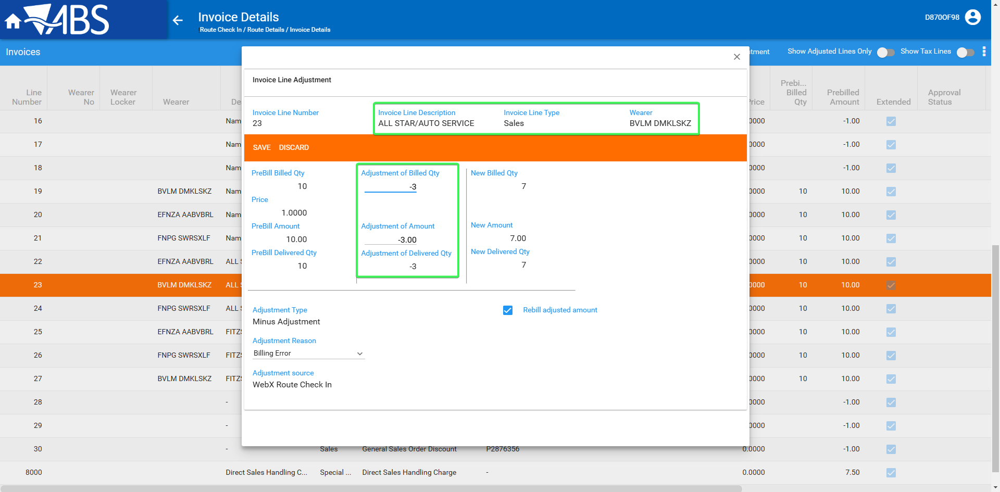 ABS
Invoice Details
Route Check In / Route Details / Invoice Details
D870OF98
Invoices
Show Adjusted Lines Only
Show Tax Lines
Line Number
Wearer No
Wearer Locker
Wearer
Prebi... Billed Qty
Prebilled Amount
Extended
Approval Status
Invoice Line Adjustment
Invoice Line Number
Invoice Line Description
Invoice Line Type
Wearer
23
ALL STAR/AUTO SERVICE
Sales
BVLM DMKLSKZ
SAVE DISCARD
PreBill Billed Qty
Adjustment of Billed Qty
New Billed Qty
10
-3
7
Price
1.0000
PreBill Amount
Adjustment of Amount
New Amount
10.00
-3.00
7.00
PreBill Delivered Qty
Adjustment of Delivered Qty
New Delivered Qty
10
-3
7
Adjustment Type
Minus Adjustment
Rebill adjusted amount
Adjustment Reason
Billing Error
Adjustment source
WebX Route Check In
16 Nam 0000 -1.00
17 Nam 0000 -1.00
18 Nam 0000 -1.00
19 BVLM DMKLSKZ Nam 0000 10 10.00
20 EFNZA AABVBRL Nam 0000 10 10.00
21 FNPG SWRSXLF Nam 0000 10 10.00
22 EFNZA AABVBRL ALL S 0000 10 10.00
23 BVLM DMKLSKZ ALL S 0000 10 10.00
24 FNPG SWRSXLF ALL S 0000 10 10.00
25 EFNZA AABVBRL FITZS 0000 10 10.00
26 FNPG SWRSXLF FITZS 0000 10 10.00
27 BVLM DMKLSKZ FITZS 0000 10 10.00
28 - 0000 -1.00
29 - 0000 -1.00
30 - Sales General Sales Order Discount P2876356 0.0000 -1.00
8000 Direct Sales Handling C... Special ... Direct Sales Handling Charge - 0.0000 7.50